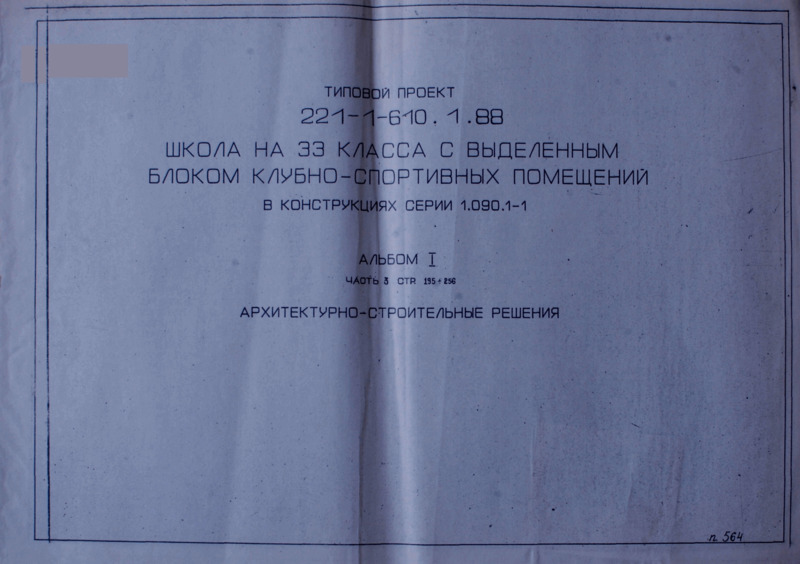 ТИПОВОЙ ПРОЕКТ
221-1-610.1.88
ШКОЛА НА 33 КЛАССА С ВЫДЕЛЕННЫМ
БЛОКОМ КЛУБНО-СПОРТИВНЫХ ПОМЕЩЕНИЙ
В КОНСТРУКЦИЯХ СЕРИИ 1.090.1-1
АЛЬБОМ I
ЧАСТЬ 3 СТР 195÷256
АРХИТЕКТУРНО-СТРОИТЕЛЬНЫЕ РЕШЕНИЯ
п. 564